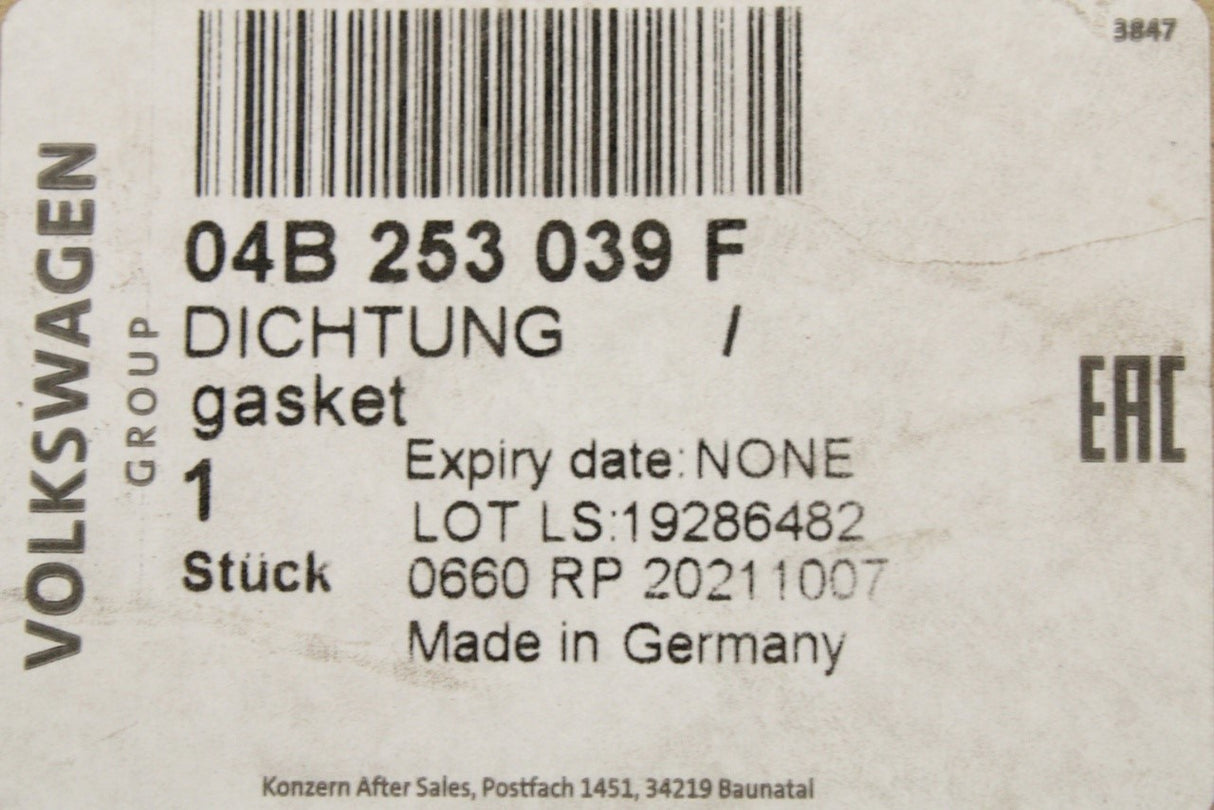 3847
VOLKSWAGEN
GROUP
04B 253 039 F
DICHTUNG /
gasket
1
Stück
Expiry date: NONE
LOT LS:19286482
0660 RP 20211007
Made in Germany
EAC
Konzern After Sales, Postfach 1451, 34219 Baunatal